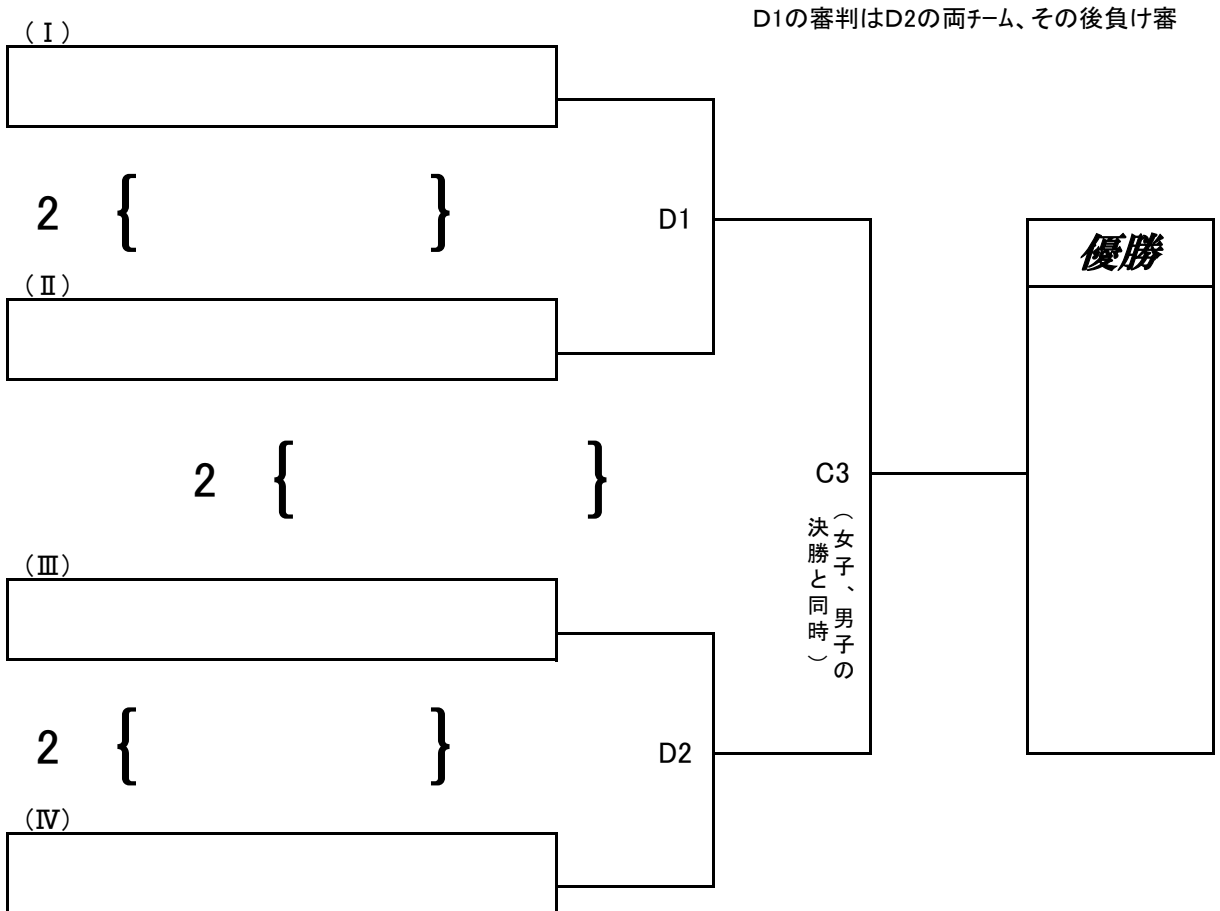 D1の審判はD2の両ﾁｰﾑ、その後負け審
（Ⅰ）
2 { }
D1
（Ⅱ）
優勝
2 { }
C3
（女子、男子の
決勝と同時）
（Ⅲ）
2 { }
D2
（Ⅳ）